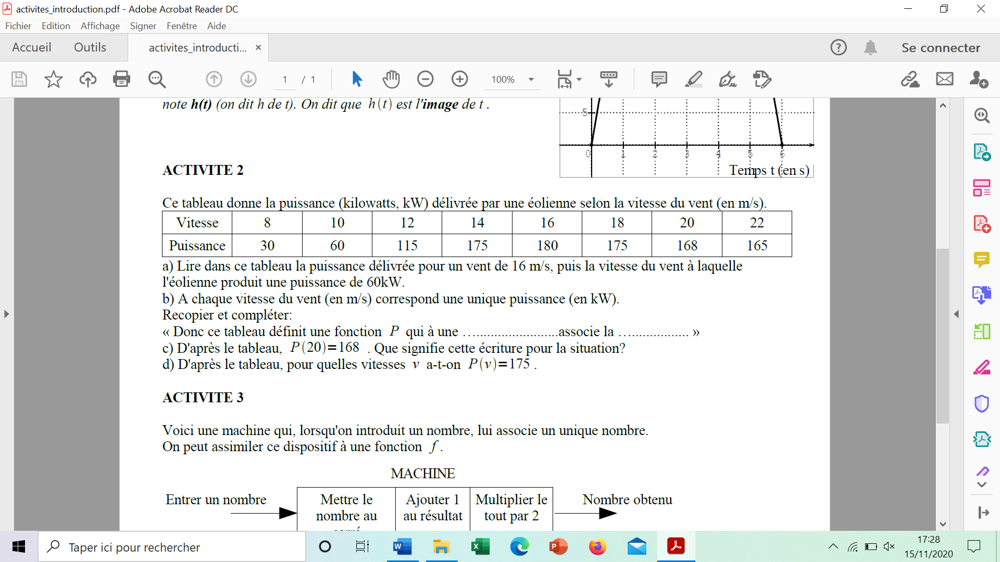 activites_introduction.pdf - Adobe Acrobat Reader DC
Fichier Edition Affichage Signer Fenêtre Aide
Accueil Outils activites_introducti... × Se connecter
1 / 1 100%
note h(t) (on dit h de t). On dit que h(t) est l'image de t .
5
0 1 2 3 4 5 6
Temps t (en s)
ACTIVITE 2
Ce tableau donne la puissance (kilowatts, kW) délivrée par une éolienne selon la vitesse du vent (en m/s).
Vitesse 8 10 12 14 16 18 20 22
Puissance 30 60 115 175 180 175 168 165
a) Lire dans ce tableau la puissance délivrée pour un vent de 16 m/s, puis la vitesse du vent à laquelle
l'éolienne produit une puissance de 60kW.
b) A chaque vitesse du vent (en m/s) correspond une unique puissance (en kW).
Recopier et compléter:
« Donc ce tableau définit une fonction P qui à une ….......................associe la ….................. »
c) D'après le tableau, P(20)=168 . Que signifie cette écriture pour la situation?
d) D'après le tableau, pour quelles vitesses v a-t-on P(v)=175 .
ACTIVITE 3
Voici une machine qui, lorsqu'on introduit un nombre, lui associe un unique nombre.
On peut assimiler ce dispositif à une fonction f .
MACHINE
Entrer un nombre
Mettre le
nombre au
Ajouter 1
au résultat
Multiplier le
tout par 2
Nombre obtenu
Taper ici pour rechercher
17:28
15/11/2020